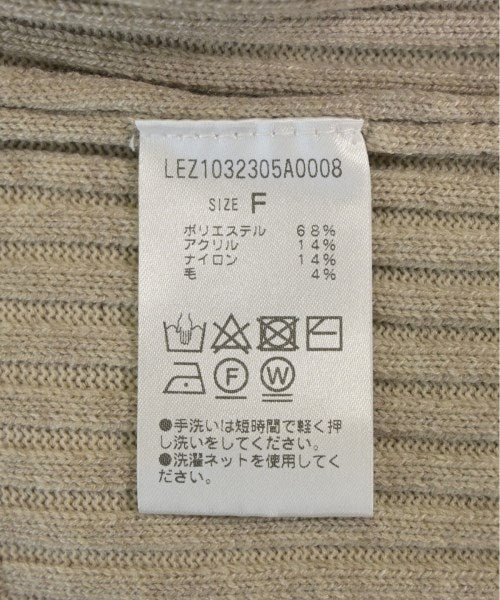 LEZ1032305A0008
SIZE F
ポリエステル 68%
アクリル 14%
ナイロン 14%
毛 4%
F W
●手洗いは短時間で軽く押
し洗いをしてください。
●洗濯ネットを使用してく
ださい。